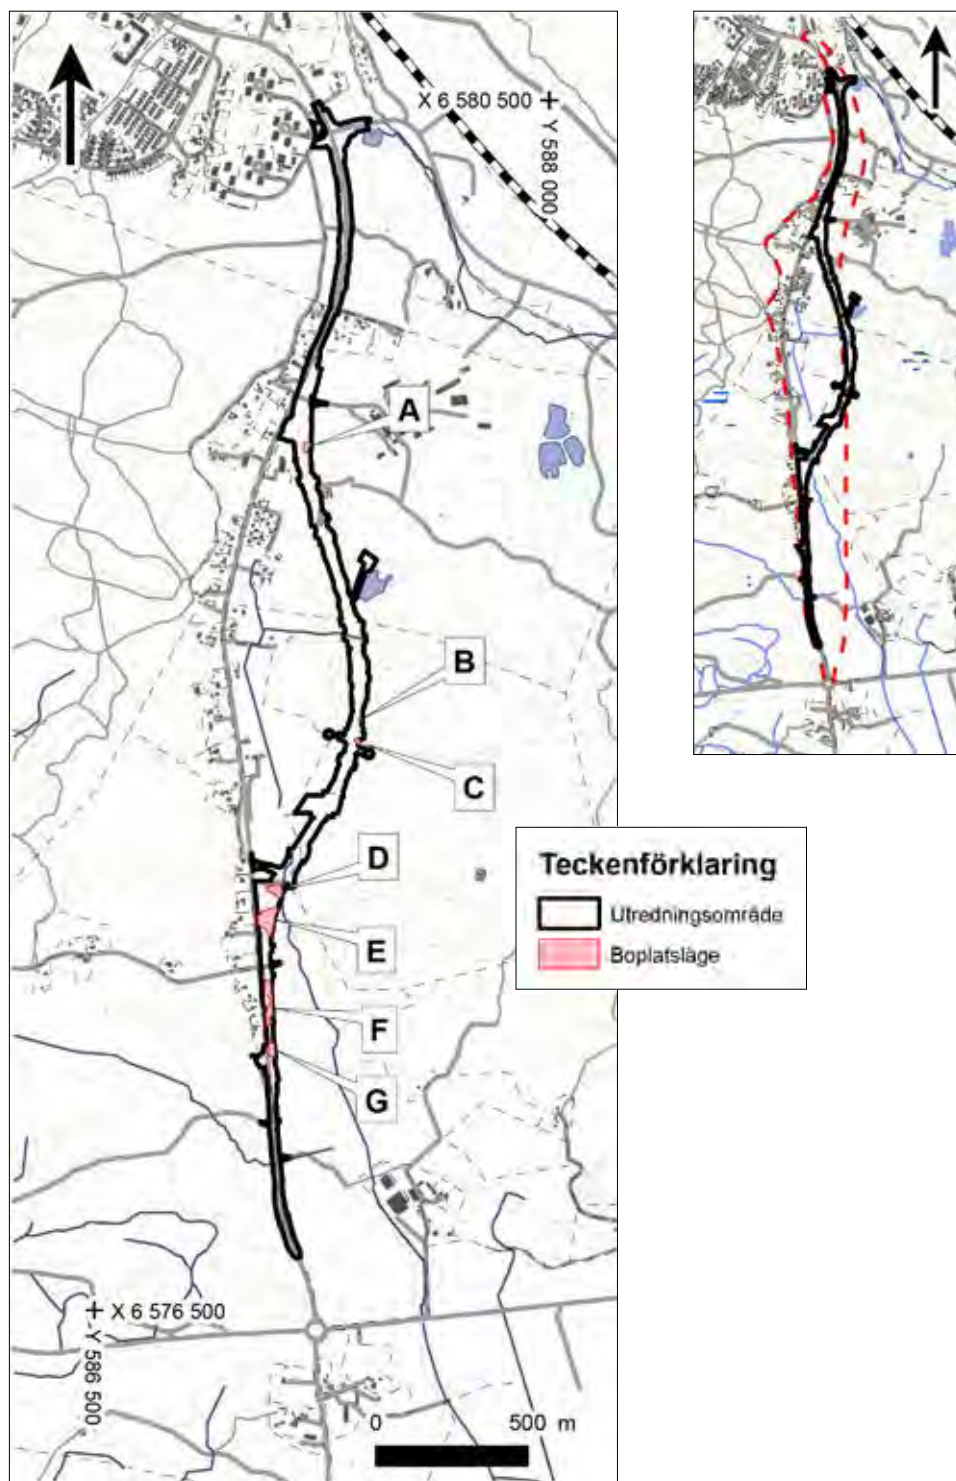 X 6 580 500
Y 588 000
A
B
C
D
E
F
G
Teckenförklaring
Utredningsområde
Boplatsläge
X 6 576 500
Y 586 500
0 500 m